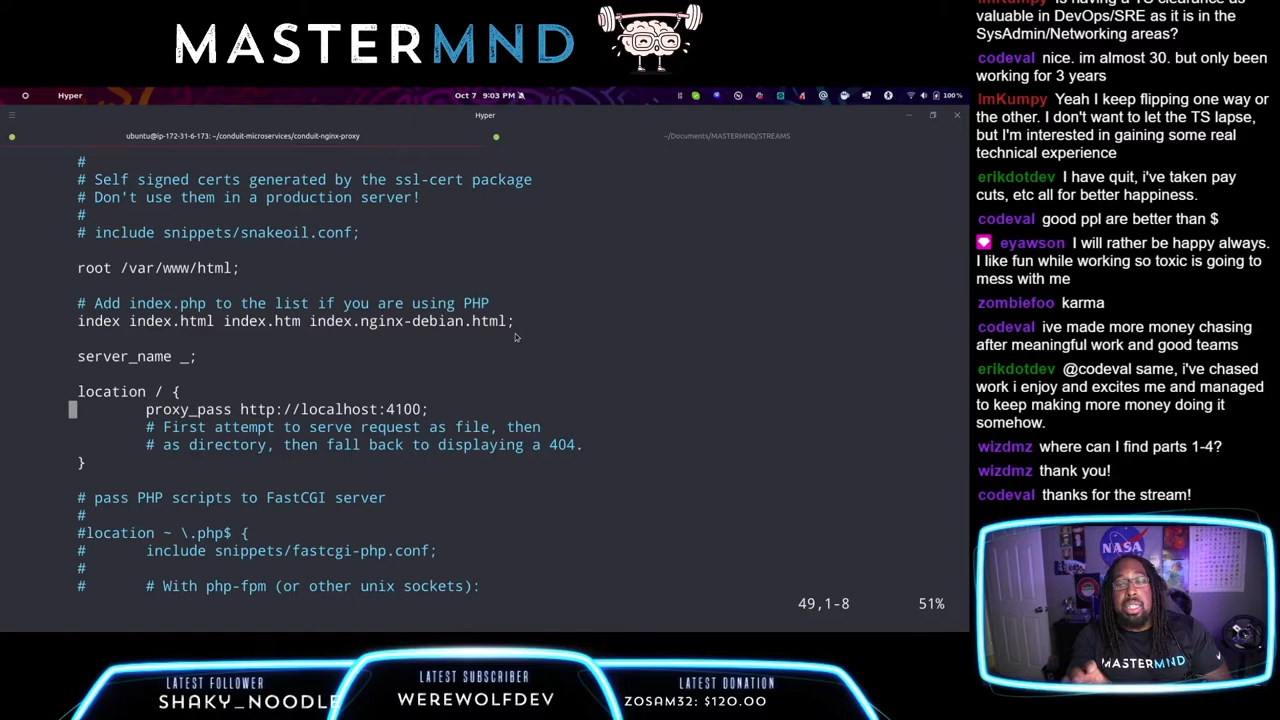 MASTERMND
Hyper
Oct 7 9:03 PM
100%
Hyper
ubuntu@ip-172-31-6-173: ~/conduit-microservices/conduit-nginx-proxy
~/Documents/MASTERMND/STREAMS
#
# Self signed certs generated by the ssl-cert package
# Don't use them in a production server!
#
# include snippets/snakeoil.conf;
root /var/www/html;
# Add index.php to the list if you are using PHP
index index.html index.htm index.nginx-debian.html;
server_name _;
location / {
proxy_pass http://localhost:4100;
# First attempt to serve request as file, then
# as directory, then fall back to displaying a 404.
}
# pass PHP scripts to FastCGI server
#
#location ~ \.php$ {
# include snippets/fastcgi-php.conf;
#
# # With php-fpm (or other unix sockets):
49,1-8 51%
ImKumpy Is having a TS clearance as
valuable in DevOps/SRE as it is in the
SysAdmin/Networking areas?
codeval nice. im almost 30. but only been
working for 3 years
ImKumpy Yeah I keep flipping one way or
the other. I don't want to let the TS lapse,
but I'm interested in gaining some real
technical experience
erikdotdev I have quit, i've taken pay
cuts, etc all for better happiness.
codeval good ppl are better than $
eyawson I will rather be happy always.
I like fun while working so toxic is going to
mess with me
zombiefoo karma
codeval ive made more money chasing
after meaningful work and good teams
erikdotdev @codeval same, i've chased
work i enjoy and excites me and managed
to keep making more money doing it
somehow.
wizdmz where can I find parts 1-4?
wizdmz thank you!
codeval thanks for the stream!
NASA
MASTERMND
LATEST FOLLOWER
SHAKY_NOODLE
LATEST SUBSCRIBER
WEREWOLFDEV
LATEST DONATION
ZOSAM32: $120.00